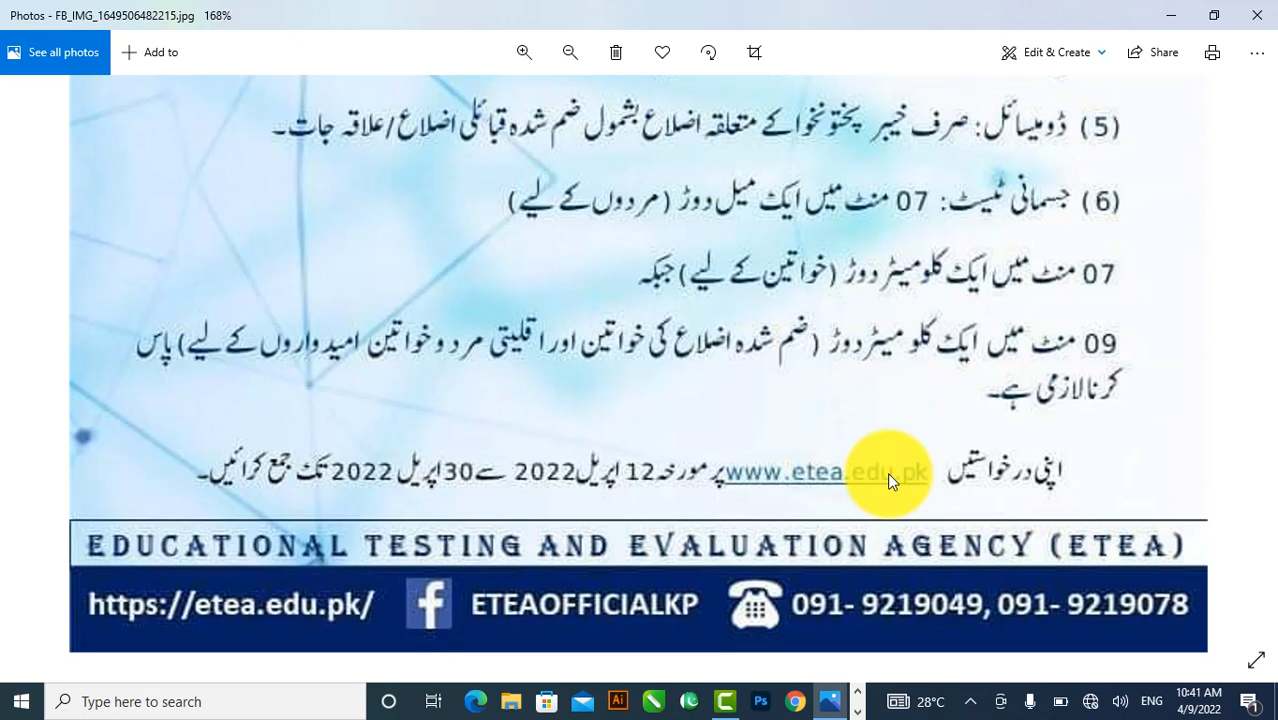 Photos - FB_IMG_1649506482215.jpg   168%
See all photos
Add to
Edit & Create
Share
(5) ڈومیسائل: صرف خیبر پختونخوا کے متعلقہ اضلاع بشمول ضم شدہ قبائلی اضلاع/علاقہ جات۔
(6) جسمانی ٹیسٹ: 07 منٹ میں ایک میل دوڑ (مردوں کے لیے)
07 منٹ میں ایک کلومیٹر دوڑ (خواتین کے لیے) جبکہ
09 منٹ میں ایک کلومیٹر دوڑ (ضم شدہ اضلاع کی خواتین اور اقلیتی مرد و خواتین امیدواروں کے لیے) پاس
کرنا لازمی ہے۔
اپنی درخواستیں www.etea.edu.pk پر مورخہ 12 اپریل 2022 سے 30 اپریل 2022 تک جمع کرائیں۔
EDUCATIONAL TESTING AND EVALUATION AGENCY (ETEA)
https://etea.edu.pk/
ETEAOFFICIALKP
091- 9219049, 091- 9219078
Type here to search
Ai
Ps
28°C
ENG
10:41 AM
4/9/2022
1